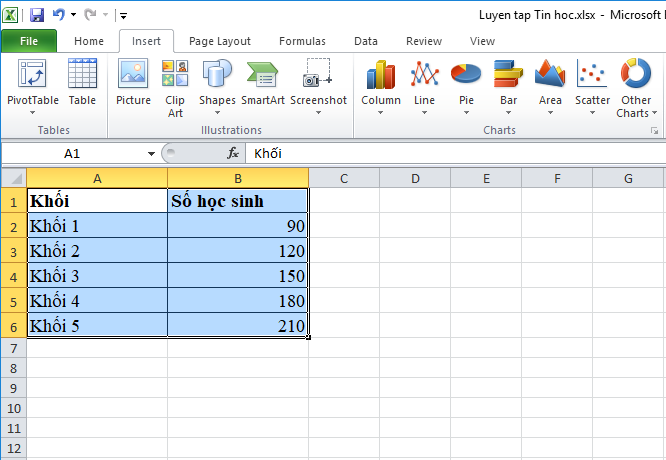 Luyen tap Tin hoc.xlsx - Microsoft
File Home Insert Page Layout Formulas Data Review View
PivotTable Table Picture Clip Art Shapes SmartArt Screenshot Column Line Pie Bar Area Scatter Other Charts
Tables Illustrations Charts
A1 fx Khối
A B C D E F G
1 Khối Số học sinh
2 Khối 1 90
3 Khối 2 120
4 Khối 3 150
5 Khối 4 180
6 Khối 5 210
7
8
9
10
11
12